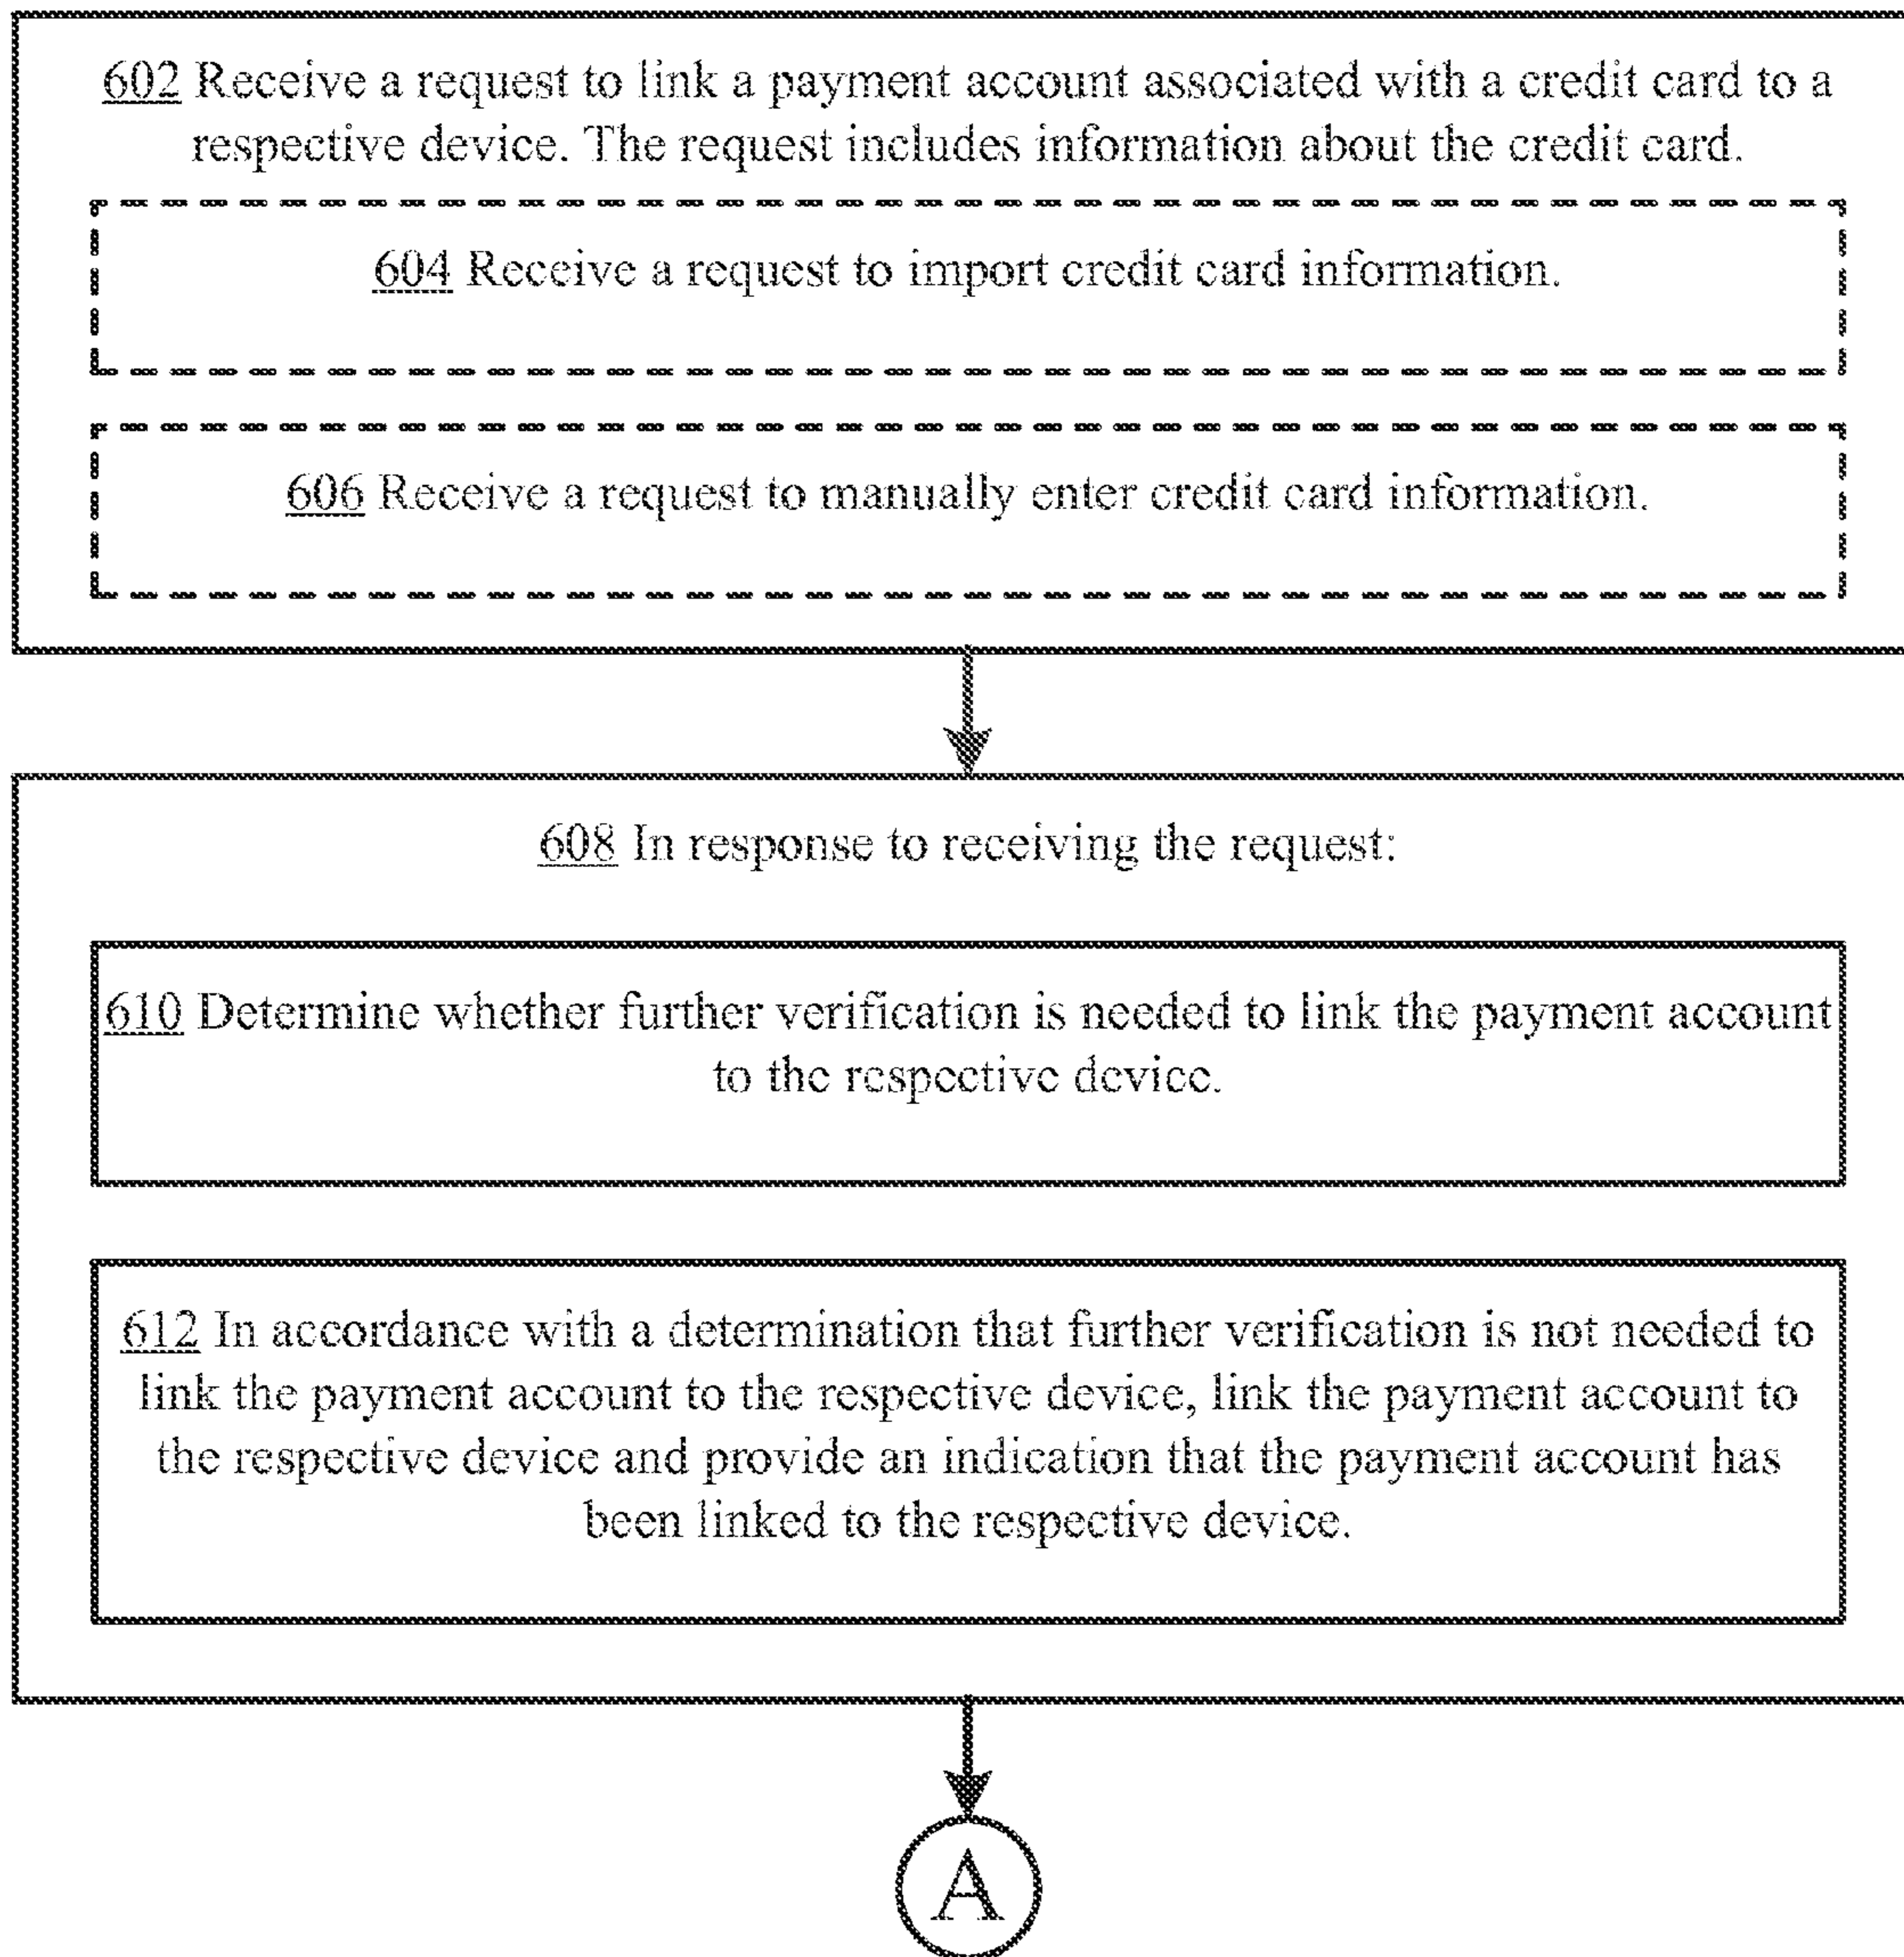 602 Receive a request to link a payment account associated with a credit card to a
respective device. The request includes information about the credit card.
604 Receive a request to import credit card information.
606 Receive a request to manually enter credit card information.
608 In response to receiving the request:
610 Determine whether further verification is needed to link the payment account
to the respective device.
612 In accordance with a determination that further verification is not needed to
link the payment account to the respective device, link the payment account to
the respective device and provide an indication that the payment account has
been linked to the respective device.
A